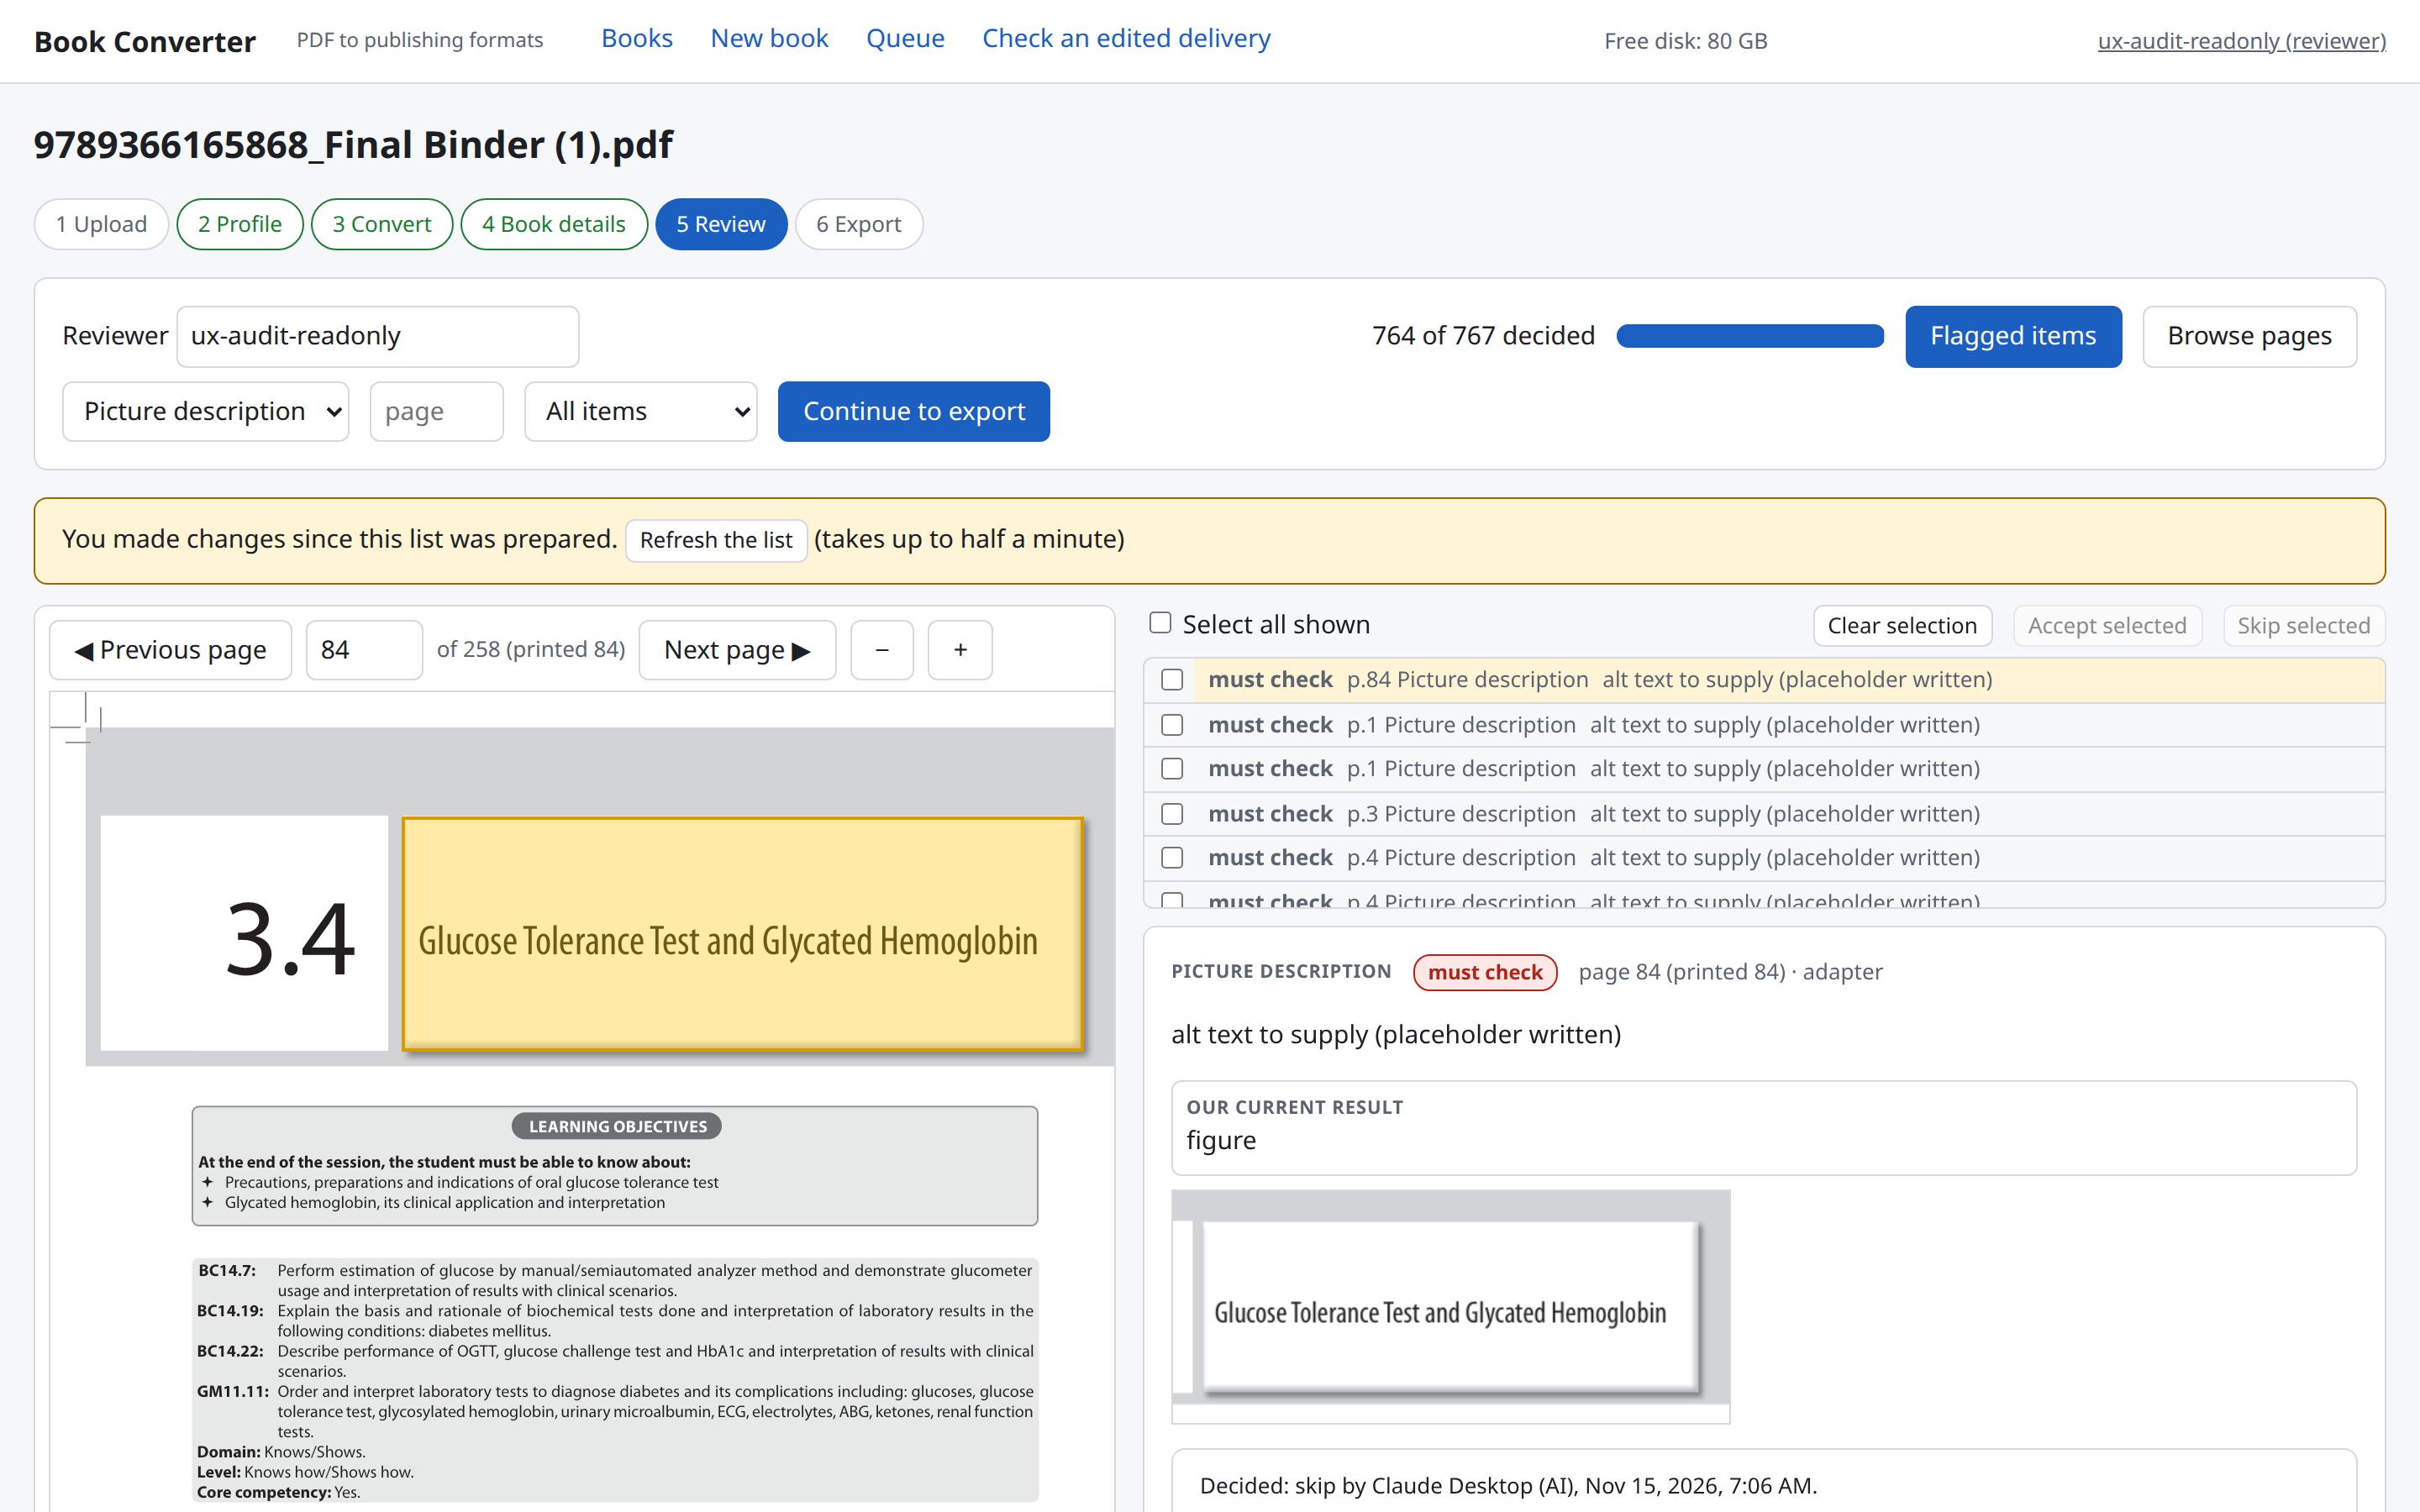 Book Converter PDF to publishing formats Books New book Queue Check an edited delivery Free disk: 80 GB ux-audit-readonly (reviewer)
9789366165868_Final Binder (1).pdf
1 Upload 2 Profile 3 Convert 4 Book details 5 Review 6 Export
Reviewer ux-audit-readonly 764 of 767 decided Flagged items Browse pages
Picture description page All items Continue to export
You made changes since this list was prepared. Refresh the list (takes up to half a minute)
◀ Previous page 84 of 258 (printed 84) Next page ▶ − +
3.4 Glucose Tolerance Test and Glycated Hemoglobin
LEARNING OBJECTIVES
At the end of the session, the student must be able to know about:
✦ Precautions, preparations and indications of oral glucose tolerance test
✦ Glycated hemoglobin, its clinical application and interpretation
BC14.7: Perform estimation of glucose by manual/semiautomated analyzer method and demonstrate glucometer
usage and interpretation of results with clinical scenarios.
BC14.19: Explain the basis and rationale of biochemical tests done and interpretation of laboratory results in the
following conditions: diabetes mellitus.
BC14.22: Describe performance of OGTT, glucose challenge test and HbA1c and interpretation of results with clinical
scenarios.
GM11.11: Order and interpret laboratory tests to diagnose diabetes and its complications including: glucoses, glucose
tolerance test, glycosylated hemoglobin, urinary microalbumin, ECG, electrolytes, ABG, ketones, renal function
tests.
Domain: Knows/Shows.
Level: Knows how/Shows how.
Core competency: Yes.
Select all shown Clear selection Accept selected Skip selected
must check p.84 Picture description alt text to supply (placeholder written)
must check p.1 Picture description alt text to supply (placeholder written)
must check p.1 Picture description alt text to supply (placeholder written)
must check p.3 Picture description alt text to supply (placeholder written)
must check p.4 Picture description alt text to supply (placeholder written)
must check p.4 Picture description alt text to supply (placeholder written)
PICTURE DESCRIPTION must check page 84 (printed 84) · adapter
alt text to supply (placeholder written)
OUR CURRENT RESULT
figure
Glucose Tolerance Test and Glycated Hemoglobin
Decided: skip by Claude Desktop (AI), Nov 15, 2026, 7:06 AM.